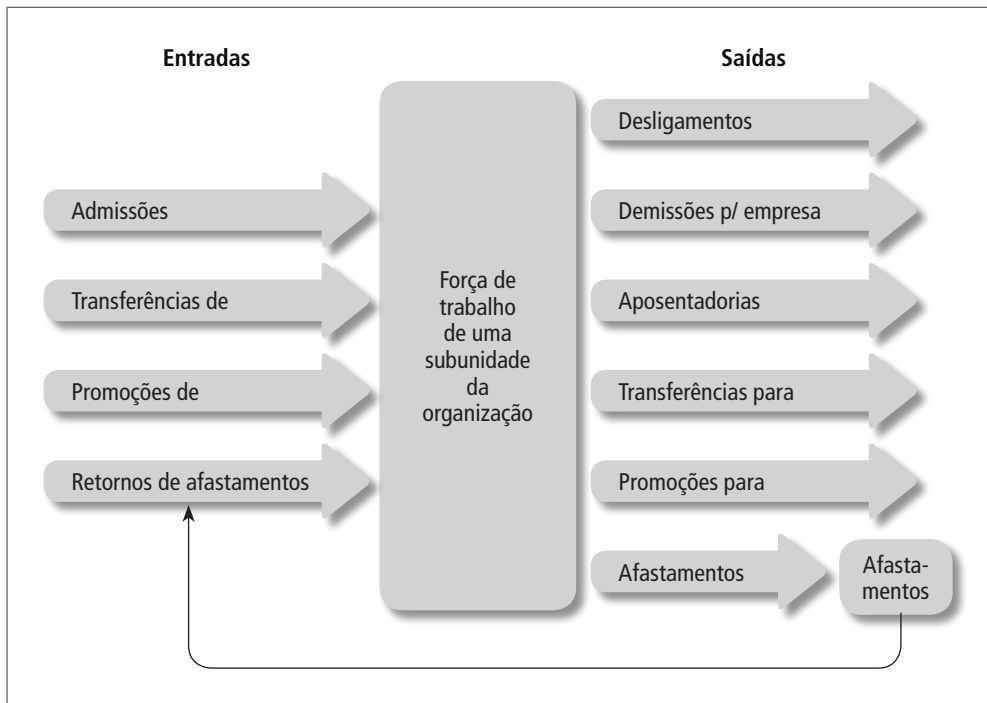 Entradas
Saídas
Admissões
Transferências de
Promoções de
Retornos de afastamentos
Força de
trabalho
de uma
subunidade
da
organização
Desligamentos
Demissões p/ empresa
Aposentadorias
Transferências para
Promoções para
Afastamentos
Afasta-
mentos